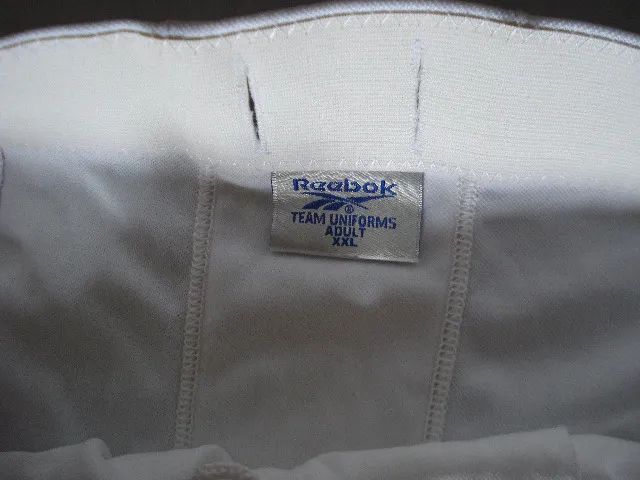 Reebok
®
TEAM UNIFORMS
ADULT
XXL